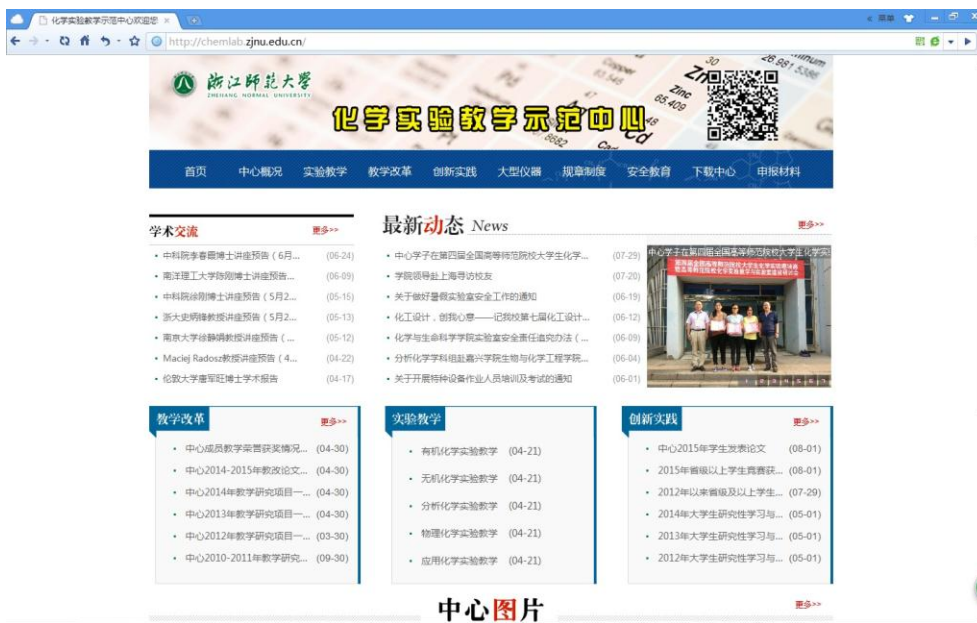 化学实验教学示范中心欢迎您
菜单
http://chemlab.zjnu.edu.cn/
浙江师范大学
ZHEJIANG NORMAL UNIVERSITY
化学实验教学示范中心
Copper
63.546
Zinc
65.409
30
26.981 5386
Cd
首页 中心概况 实验教学 教学改革 创新实践 大型仪器 规章制度 安全教育 下载中心 申报材料
学术交流 更多>>
· 中科院李春霞博士讲座预告（6月... (06-24)
· 南洋理工大学陈刚博士讲座预告... (06-09)
· 中科院徐刚博士讲座预告（5月2... (05-15)
· 浙大史炳锋教授讲座预告（5月2... (05-13)
· 南京大学徐静娟教授讲座预告（... (05-12)
· Maciej Radosz教授讲座预告（4... (04-22)
· 伦敦大学唐军旺博士学术报告 (04-17)
最新动态 News 更多>>
· 中心学子在第四届全国高等师范院校大学生化学... (07-29)
· 学院领导赴上海寻访校友 (07-20)
· 关于做好暑假实验室安全工作的通知 (06-19)
· 化工设计，创我心意——记我校第七届化工设计... (06-12)
· 化学与生命科学学院实验室安全责任追究办法（... (06-09)
· 分析化学学科组赴嘉兴学院生物与化学工程学院... (06-04)
· 关于开展特种设备作业人员培训及考试的通知 (06-01)
中心学子在第四届全国高等师范院校大学生化学实
1 2 3 4 5 6 7
教学改革 更多>>
· 中心成员教学荣誉获奖情况... (04-30)
· 中心2014-2015年教改论文... (04-30)
· 中心2014年教学研究项目一... (04-30)
· 中心2013年教学研究项目一... (04-30)
· 中心2012年教学研究项目一... (03-30)
· 中心2010-2011年教学研究... (09-30)
实验教学
· 有机化学实验教学 (04-21)
· 无机化学实验教学 (04-21)
· 分析化学实验教学 (04-21)
· 物理化学实验教学 (04-21)
· 应用化学实验教学 (04-21)
创新实践 更多>>
· 中心2015年学生发表论文 (08-01)
· 2015年省级以上学生竞赛获... (08-01)
· 2012年以来省级及以上学生... (07-29)
· 2014年大学生研究性学习与... (05-01)
· 2013年大学生研究性学习与... (05-01)
· 2012年大学生研究性学习与... (05-01)
中心图片 更多>>